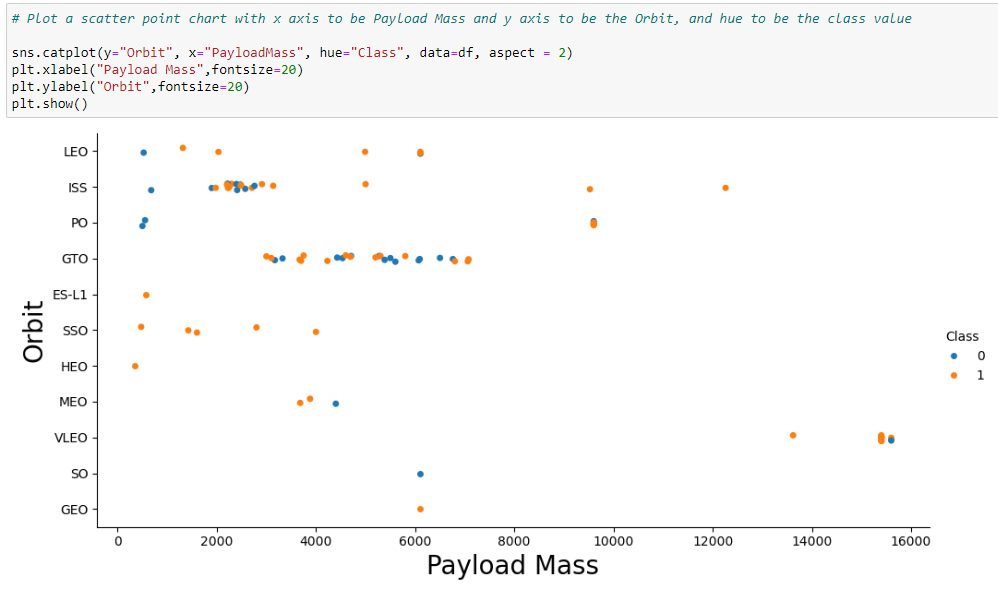 # Plot a scatter point chart with x axis to be Payload Mass and y axis to be the Orbit, and hue to be the class value
sns.catplot(y="Orbit", x="PayloadMass", hue="Class", data=df, aspect = 2)
plt.xlabel("Payload Mass",fontsize=20)
plt.ylabel("Orbit",fontsize=20)
plt.show()
LEO
ISS
PO
GTO
ES-L1
SSO
HEO
MEO
VLEO
SO
GEO
Orbit
Class
0
1
0 2000 4000 6000 8000 10000 12000 14000 16000
Payload Mass